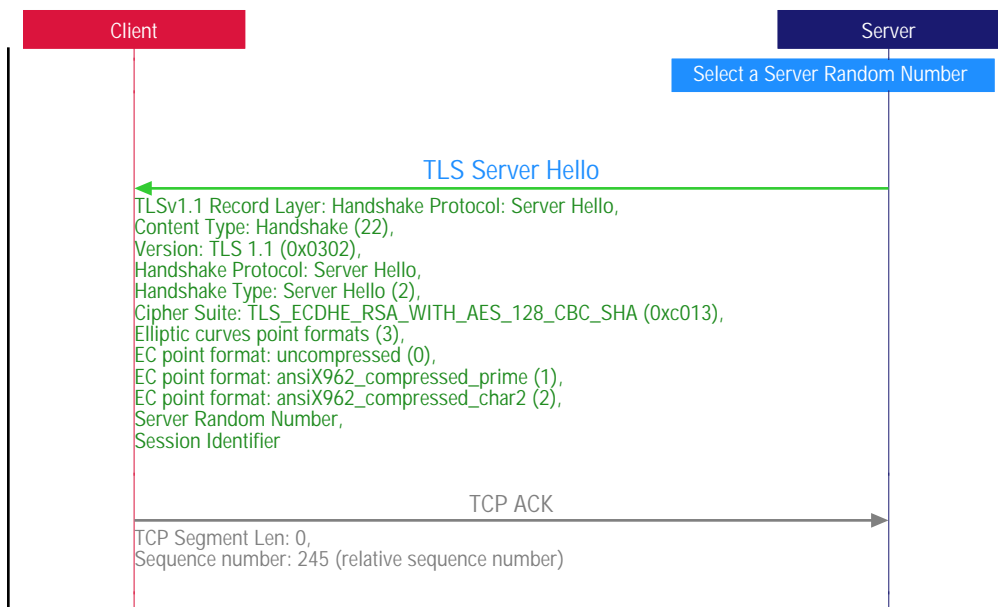 Client
Server
Select a Server Random Number
TLS Server Hello
TLSv1.1 Record Layer: Handshake Protocol: Server Hello,
Content Type: Handshake (22),
Version: TLS 1.1 (0x0302),
Handshake Protocol: Server Hello,
Handshake Type: Server Hello (2),
Cipher Suite: TLS_ECDHE_RSA_WITH_AES_128_CBC_SHA (0xc013),
Elliptic curves point formats (3),
EC point format: uncompressed (0),
EC point format: ansiX962_compressed_prime (1),
EC point format: ansiX962_compressed_char2 (2),
Server Random Number,
Session Identifier
TCP ACK
TCP Segment Len: 0,
Sequence number: 245 (relative sequence number)